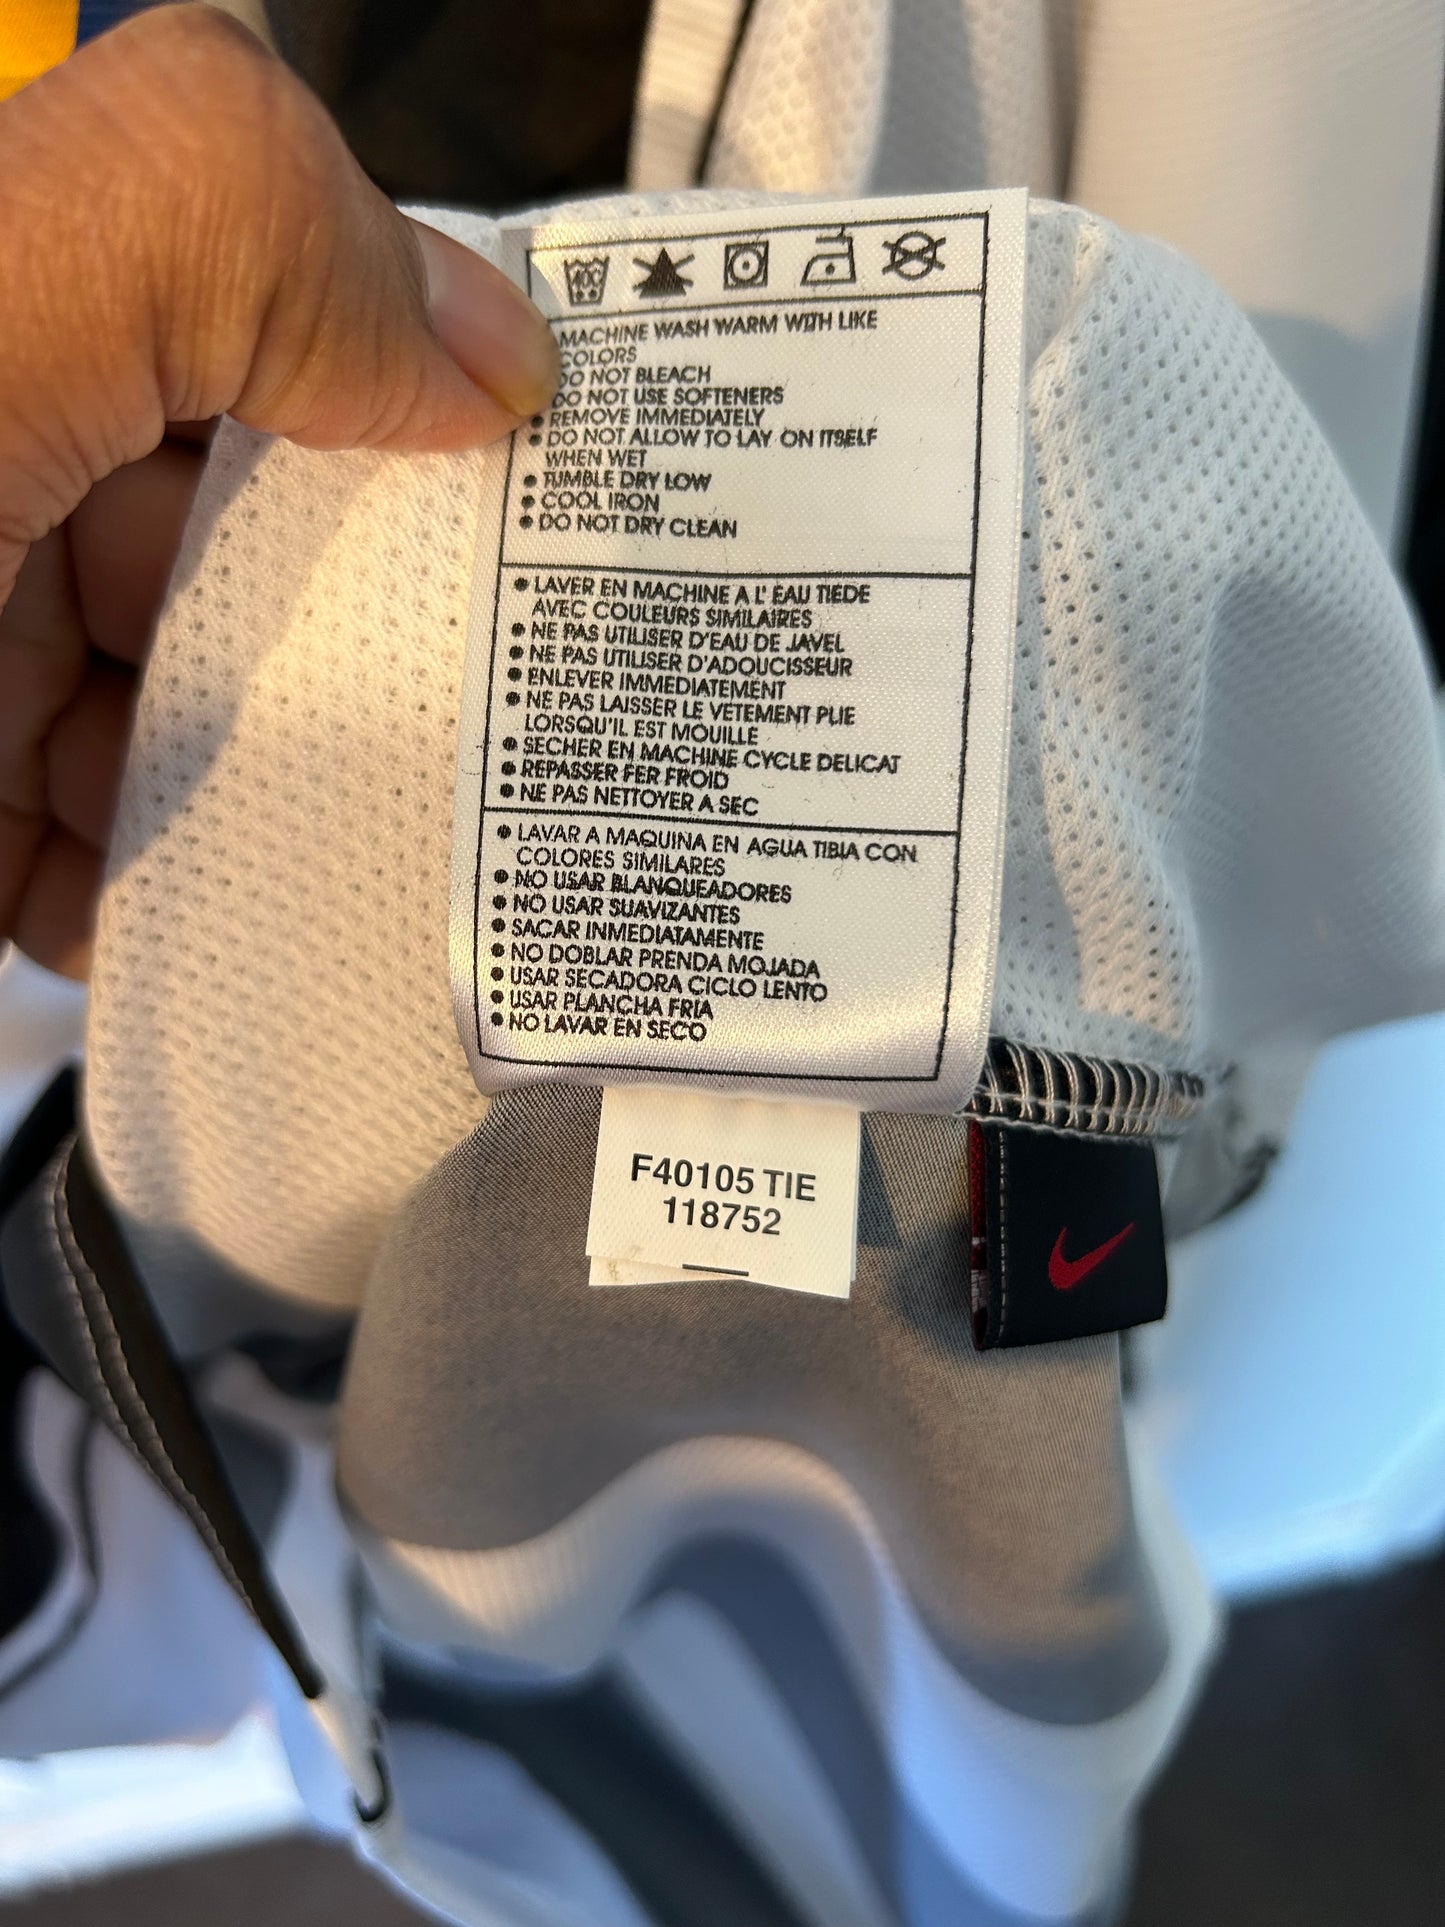 40°
MACHINE WASH WARM WITH LIKE
COLORS
DO NOT BLEACH
DO NOT USE SOFTENERS
● REMOVE IMMEDIATELY
● DO NOT ALLOW TO LAY ON ITSELF
WHEN WET
● TUMBLE DRY LOW
● COOL IRON
● DO NOT DRY CLEAN
● LAVER EN MACHINE A L' EAU TIEDE
AVEC COULEURS SIMILAIRES
● NE PAS UTILISER D'EAU DE JAVEL
● NE PAS UTILISER D'ADOUCISSEUR
● ENLEVER IMMEDIATEMENT
● NE PAS LAISSER LE VETEMENT PLIE
LORSQU'IL EST MOUILLE
● SECHER EN MACHINE CYCLE DELICAT
● REPASSER FER FROID
● NE PAS NETTOYER A SEC
● LAVAR A MAQUINA EN AGUA TIBIA CON
COLORES SIMILARES
● NO USAR BLANQUEADORES
● NO USAR SUAVIZANTES
● SACAR INMEDIATAMENTE
● NO DOBLAR PRENDA MOJADA
● USAR SECADORA CICLO LENTO
● USAR PLANCHA FRIA
● NO LAVAR EN SECO
F40105 TIE
118752